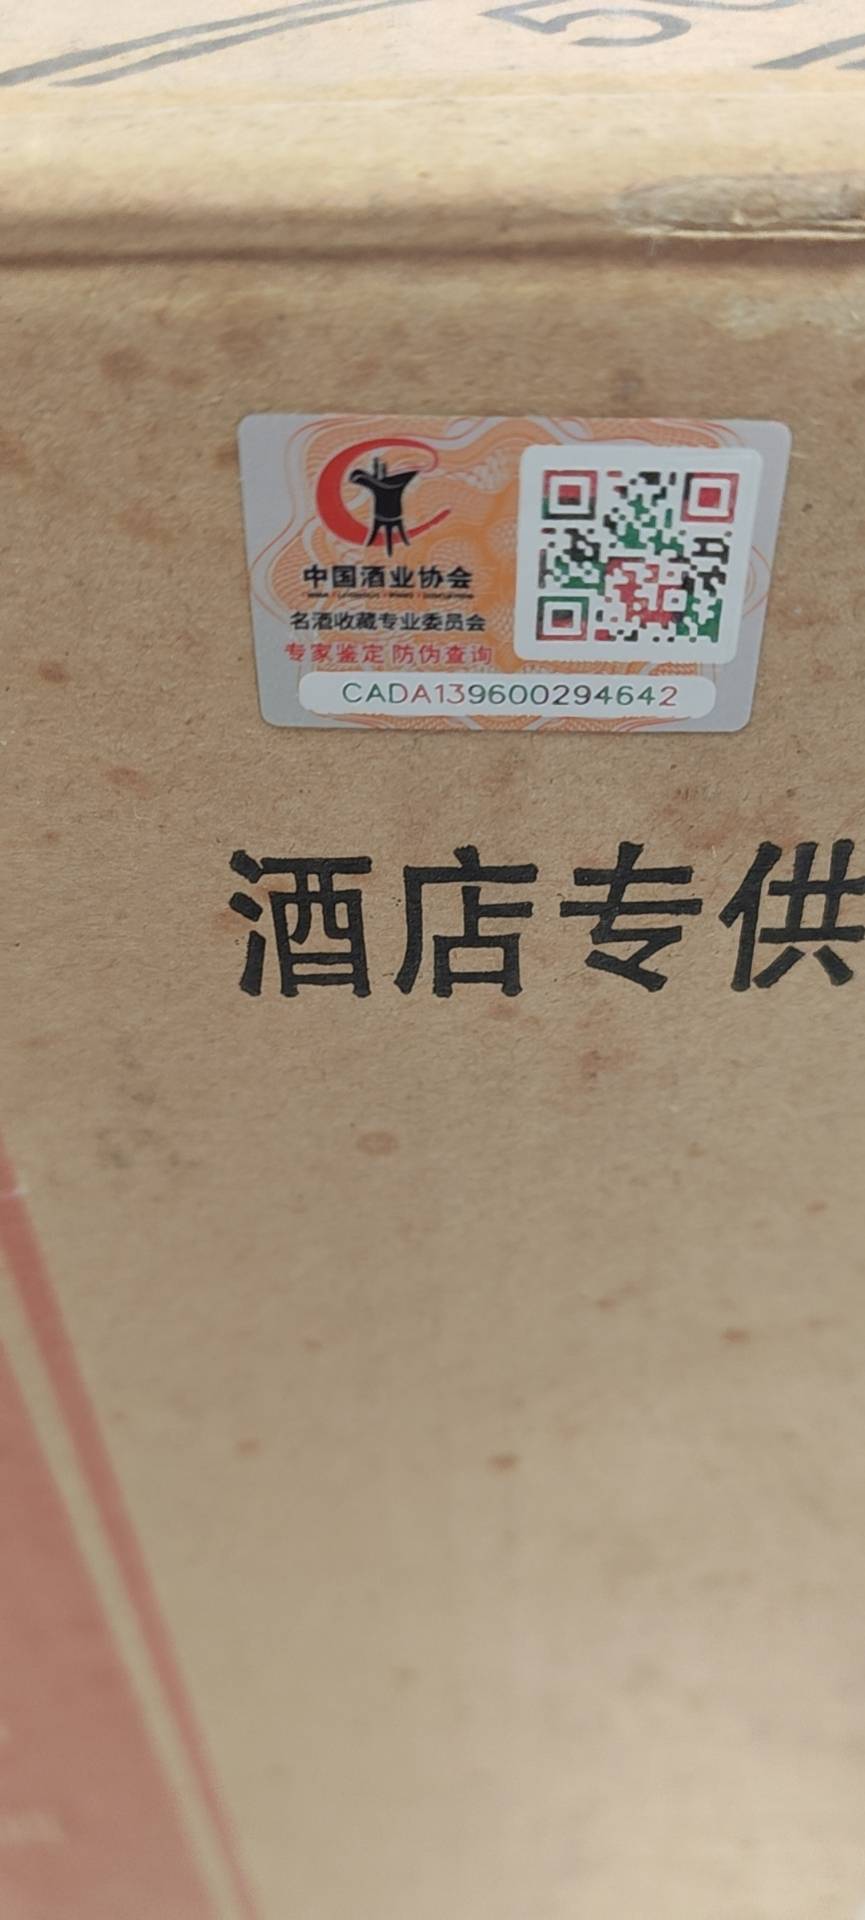 中国酒业协会
名酒收藏专业委员会
专家鉴定 防伪查询
CADA139600294642
酒店专供